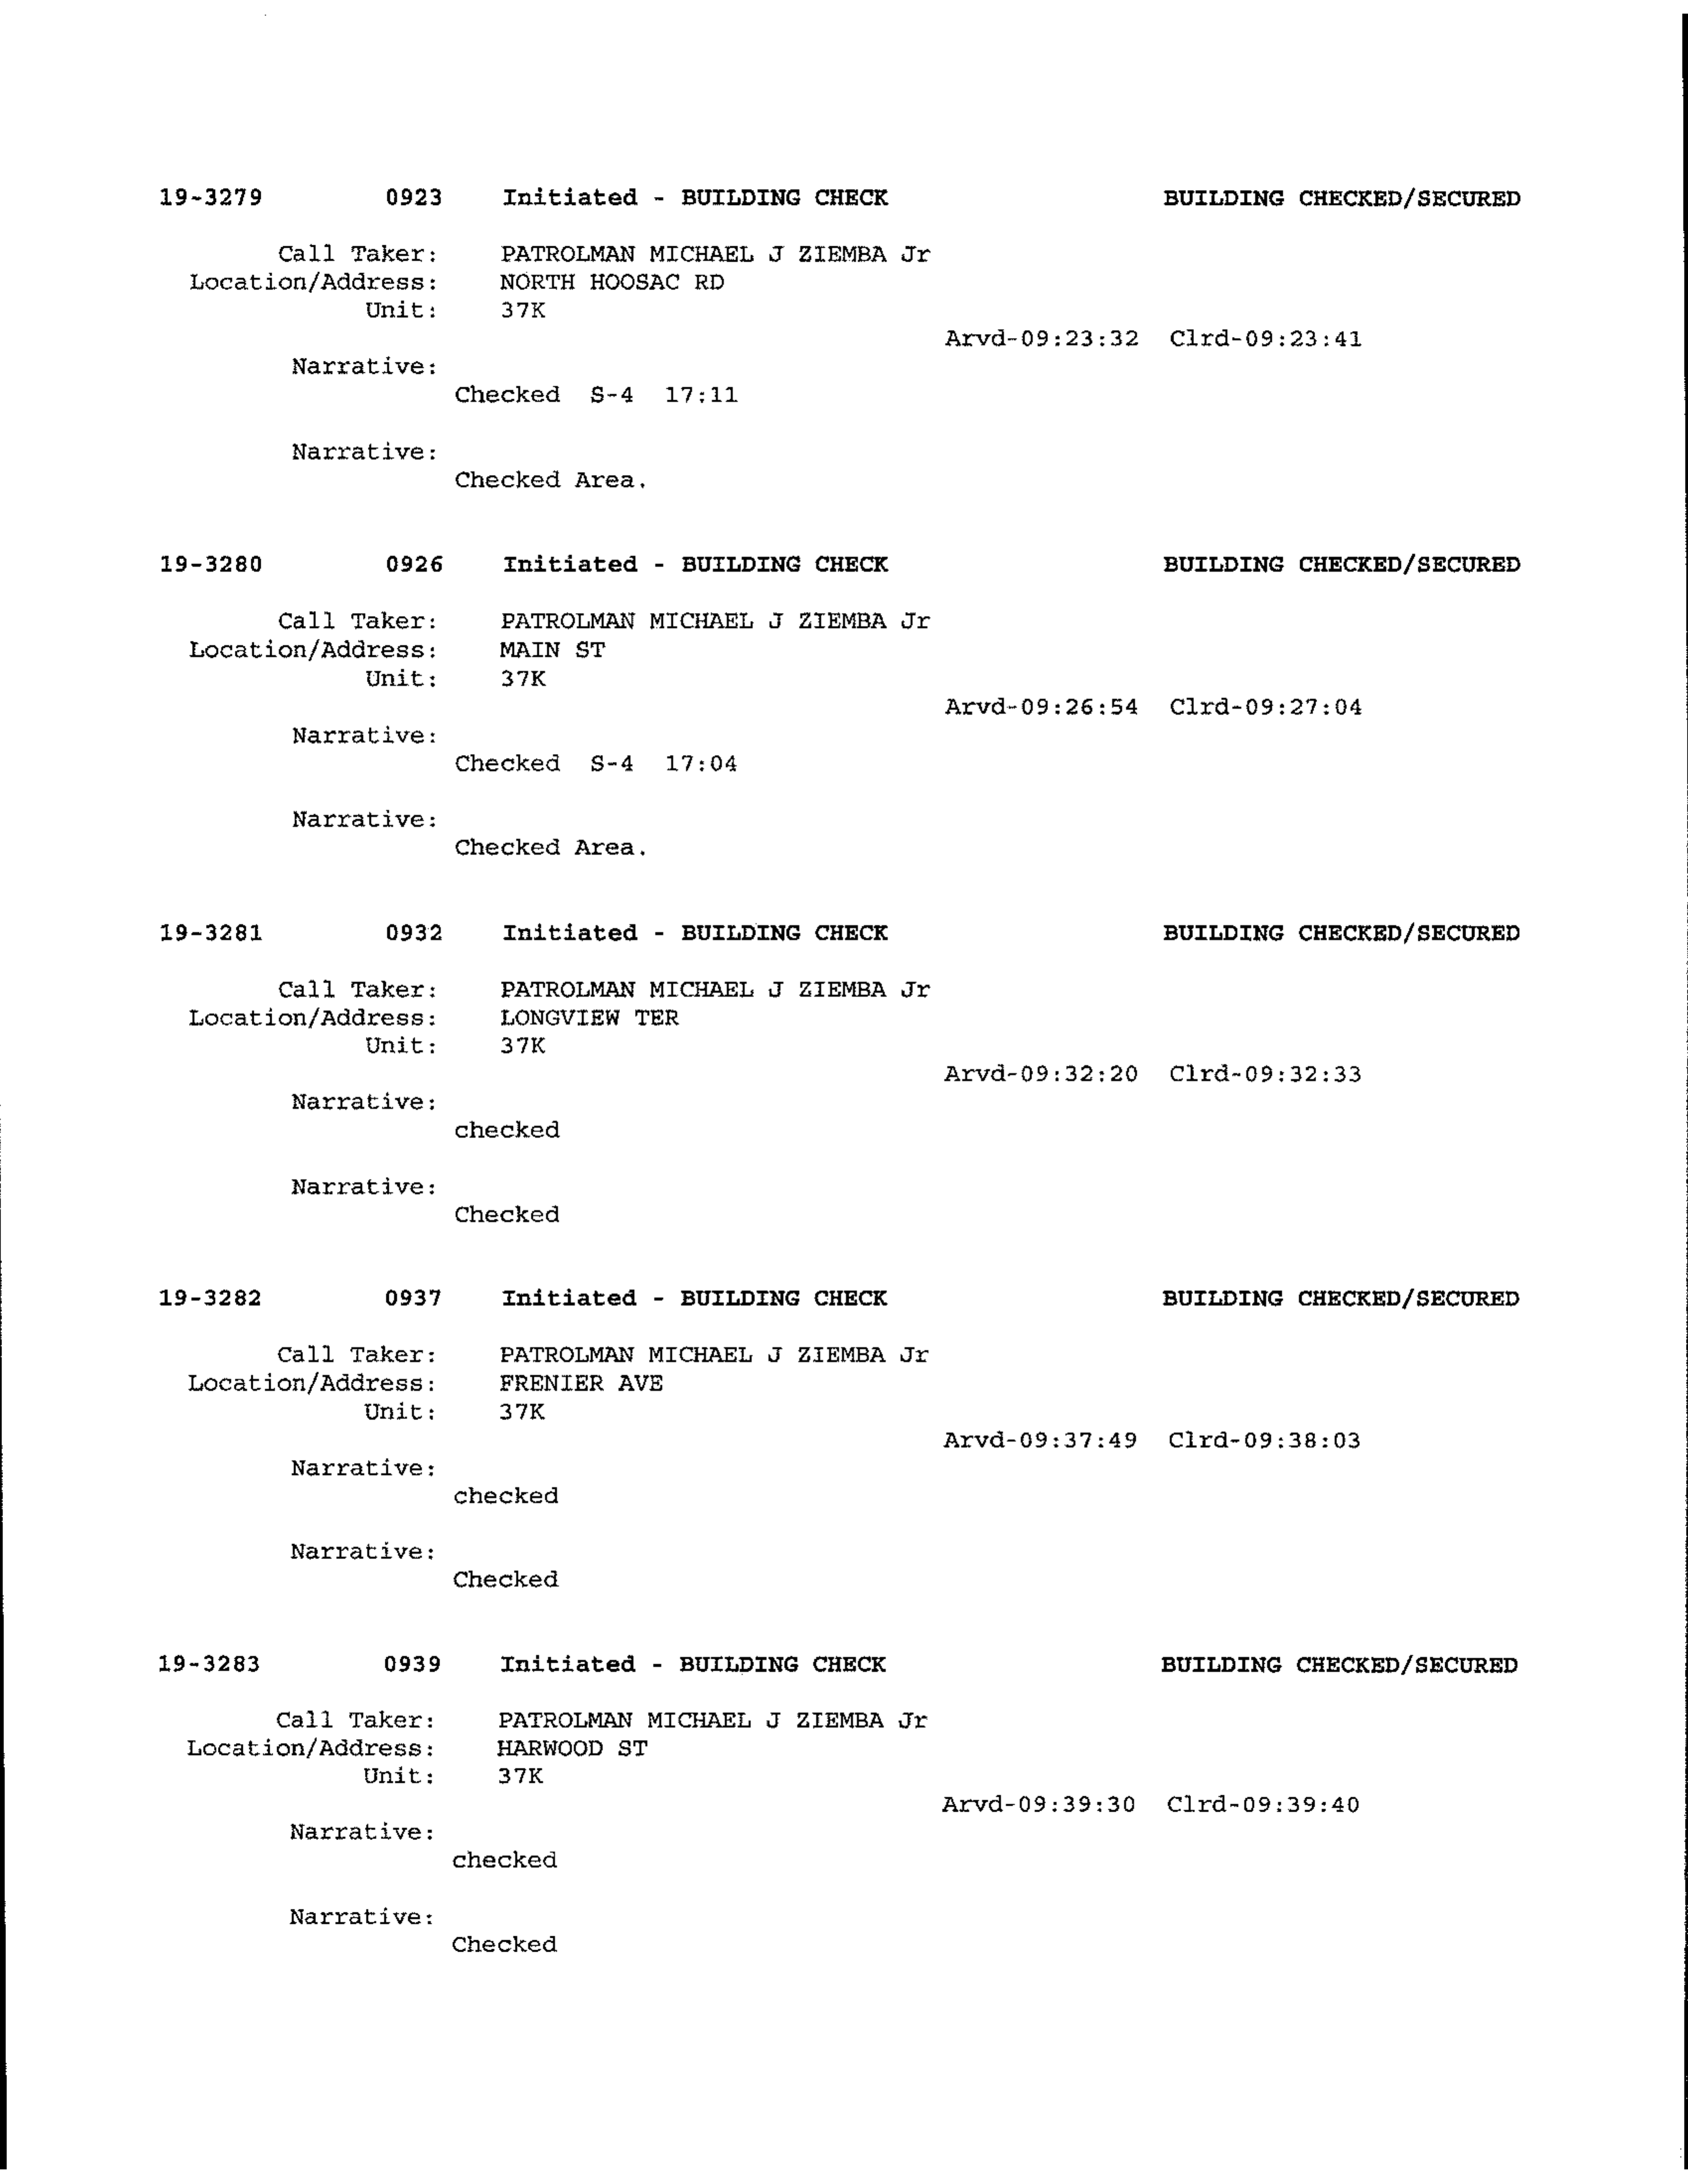 19-3279 0923 Initiated - BUILDING CHECK BUILDING CHECKED/SECURED
Call Taker: PATROLMAN MICHAEL J ZIEMBA Jr
Location/Address: NORTH HOOSAC RD
Unit: 37K
Arvd-09:23:32 Clrd-09:23:41
Narrative:
Checked S-4 17:11
Narrative:
Checked Area.
19-3280 0926 Initiated - BUILDING CHECK BUILDING CHECKED/SECURED
Call Taker: PATROLMAN MICHAEL J ZIEMBA Jr
Location/Address: MAIN ST
Unit: 37K
Arvd-09:26:54 Clrd-09:27:04
Narrative:
Checked S-4 17:04
Narrative:
Checked Area.
19-3281 0932 Initiated - BUILDING CHECK BUILDING CHECKED/SECURED
Call Taker: PATROLMAN MICHAEL J ZIEMBA Jr
Location/Address: LONGVIEW TER
Unit: 37K
Arvd-09:32:20 Clrd-09:32:33
Narrative:
checked
Narrative:
Checked
19-3282 0937 Initiated - BUILDING CHECK BUILDING CHECKED/SECURED
Call Taker: PATROLMAN MICHAEL J ZIEMBA Jr
Location/Address: FRENIER AVE
Unit: 37K
Arvd-09:37:49 Clrd-09:38:03
Narrative:
checked
Narrative:
Checked
19-3283 0939 Initiated - BUILDING CHECK BUILDING CHECKED/SECURED
Call Taker: PATROLMAN MICHAEL J ZIEMBA Jr
Location/Address: HARWOOD ST
Unit: 37K
Arvd-09:39:30 Clrd-09:39:40
Narrative:
checked
Narrative:
Checked